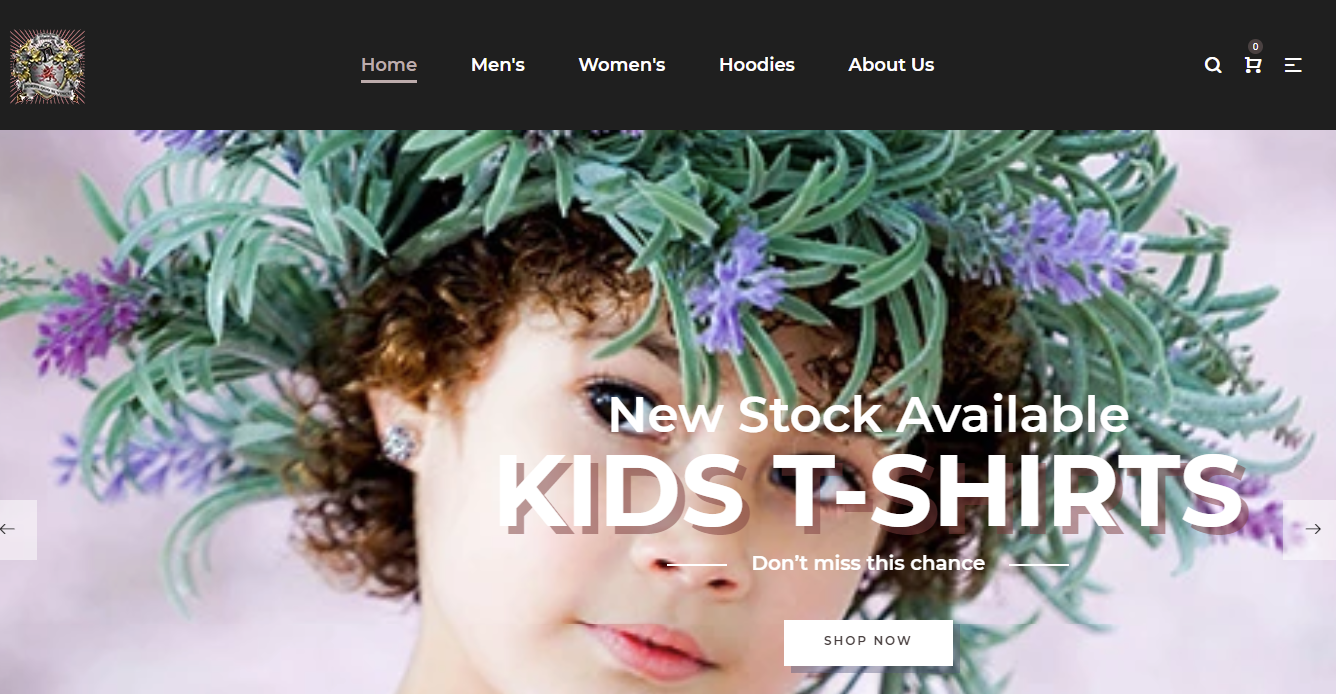 Home Men's Women's Hoodies About Us 0
New Stock Available
KIDS T-SHIRTS
Don't miss this chance
SHOP NOW